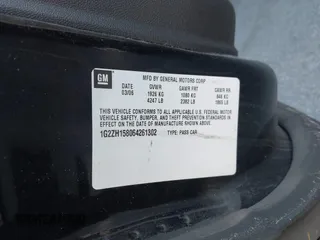 GM
MFD BY GENERAL MOTORS CORP
DATE GVWR GAWR FRT GAWR RR
03/06 1926 KG 1080 KG 846 KG
4247 LB 2382 LB 1865 LB
THIS VEHICLE CONFORMS TO ALL APPLICABLE U.S. FEDERAL MOTOR
VEHICLE SAFETY, BUMPER, AND THEFT PREVENTION STANDARDS
IN EFFECT ON THE DATE OF MANUFACTURE SHOWN ABOVE.
1G2ZH158064261302 TYPE: PASS CAR